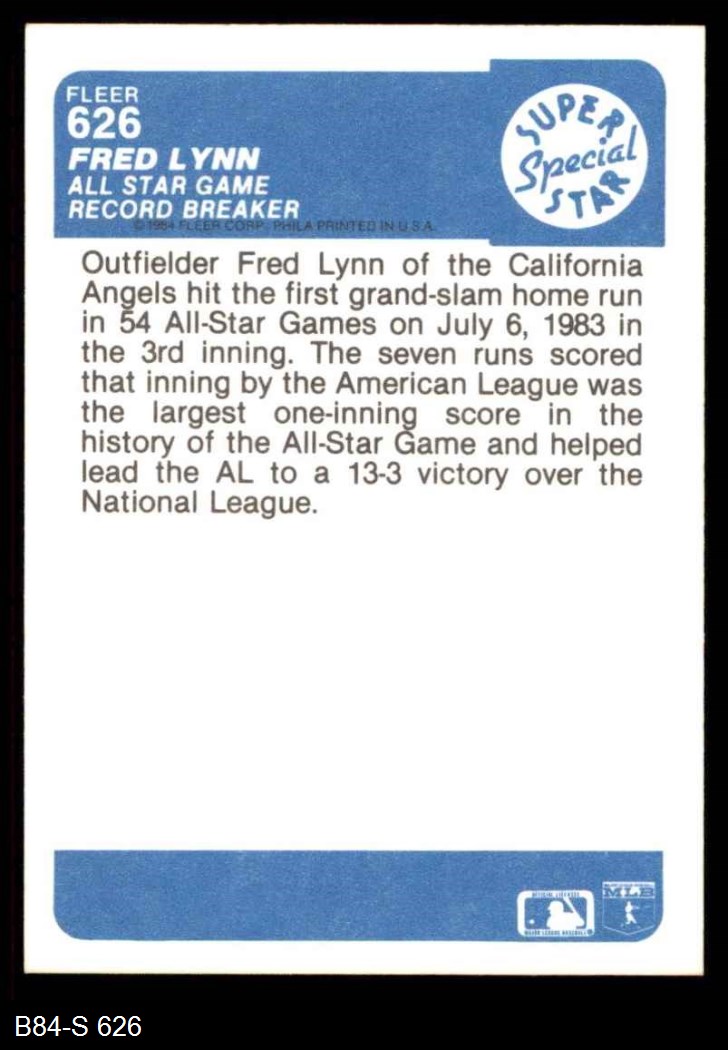 FLEER
626
FRED LYNN
ALL STAR GAME
RECORD BREAKER
© 1984 FLEER CORP. PHILA PRINTED IN U.S.A.
SUPER
Special
STAR
Outfielder Fred Lynn of the California
Angels hit the first grand-slam home run
in 54 All-Star Games on July 6, 1983 in
the 3rd inning. The seven runs scored
that inning by the American League was
the largest one-inning score in the
history of the All-Star Game and helped
lead the AL to a 13-3 victory over the
National League.
MLB
MAJOR LEAGUE BASEBALL
B84-S 626